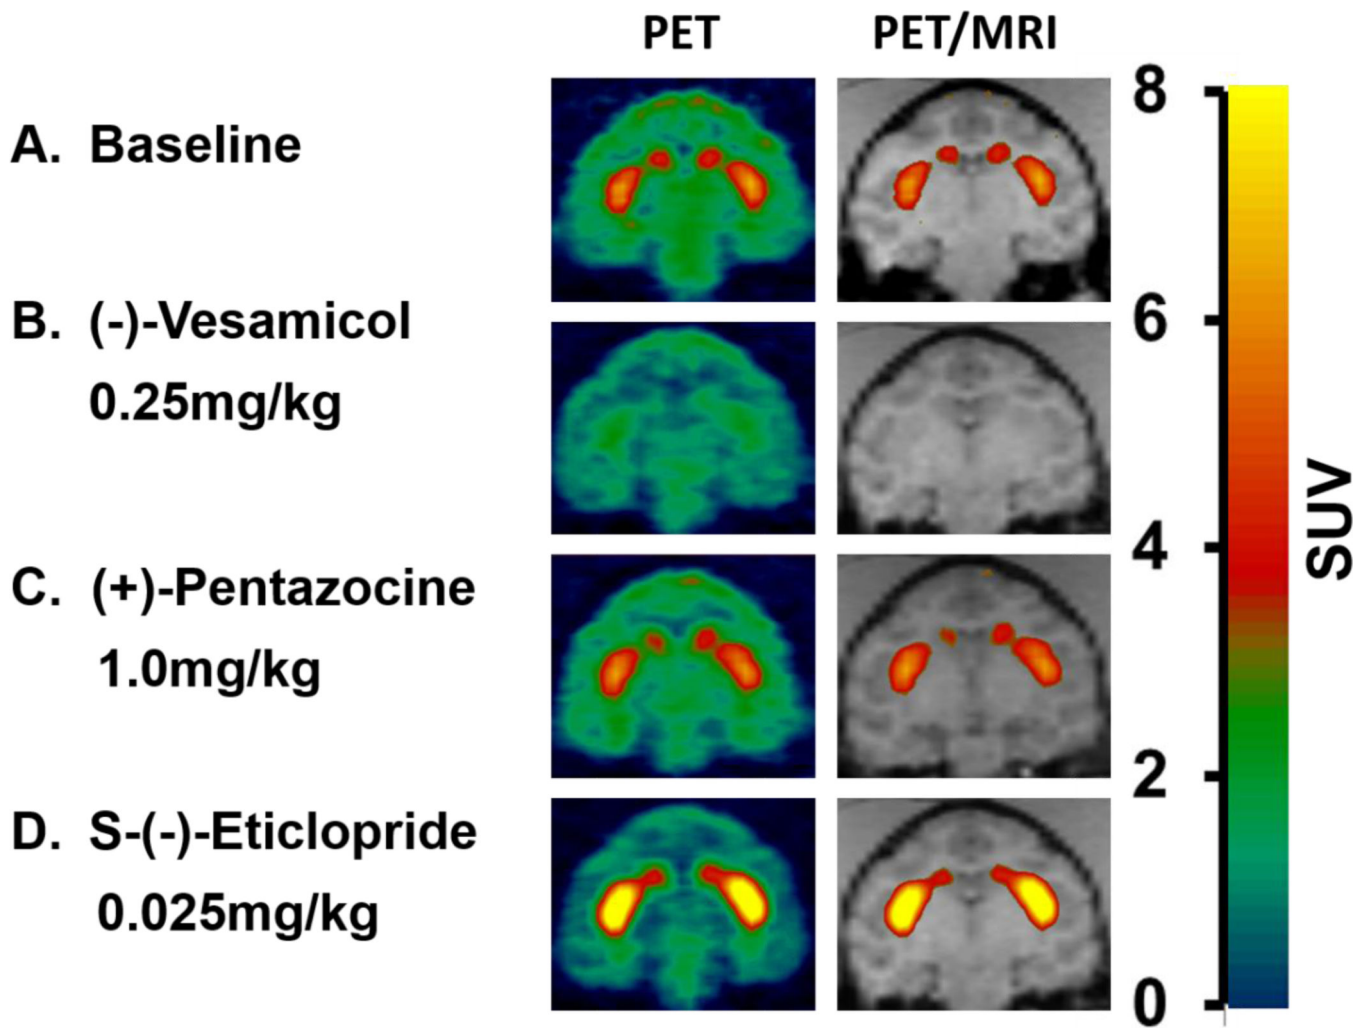 PET PET/MRI
A. Baseline
B. (-)-Vesamicol
0.25mg/kg
C. (+)-Pentazocine
1.0mg/kg
D. S-(-)-Eticlopride
0.025mg/kg
8
6
4
2
0
SUV